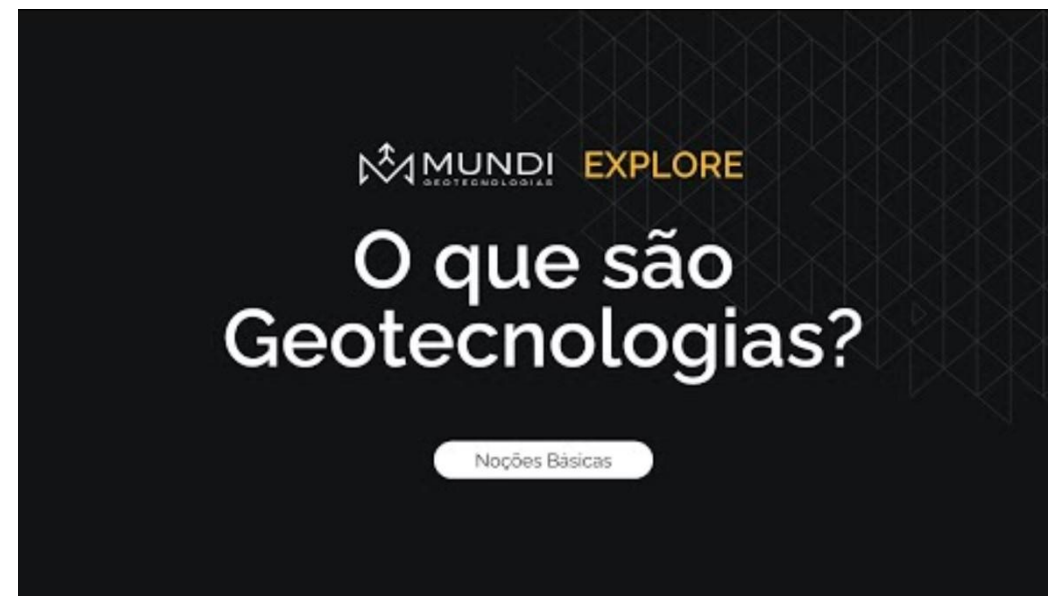 MUNDI EXPLORE
GEOTECNOLOGIAS
O que são
Geotecnologias?
Noções Básicas